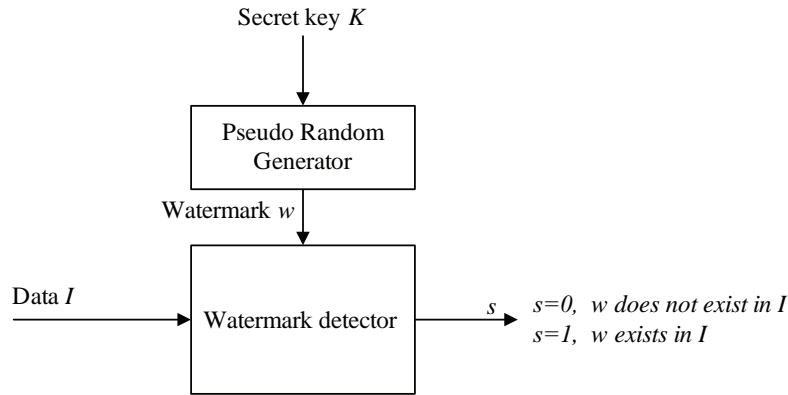 Secret key K
Pseudo Random
Generator
Watermark w
Data I
Watermark detector
s
s=0, w does not exist in I
s=1, w exists in I